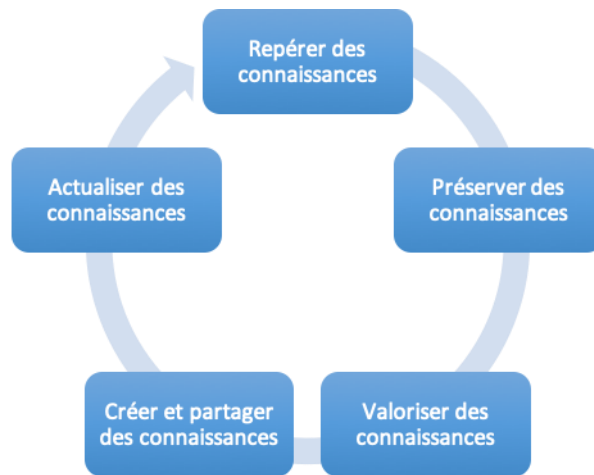 Repérer des
connaissances
Préserver des
connaissances
Valoriser des
connaissances
Créer et partager
des connaissances
Actualiser des
connaissances